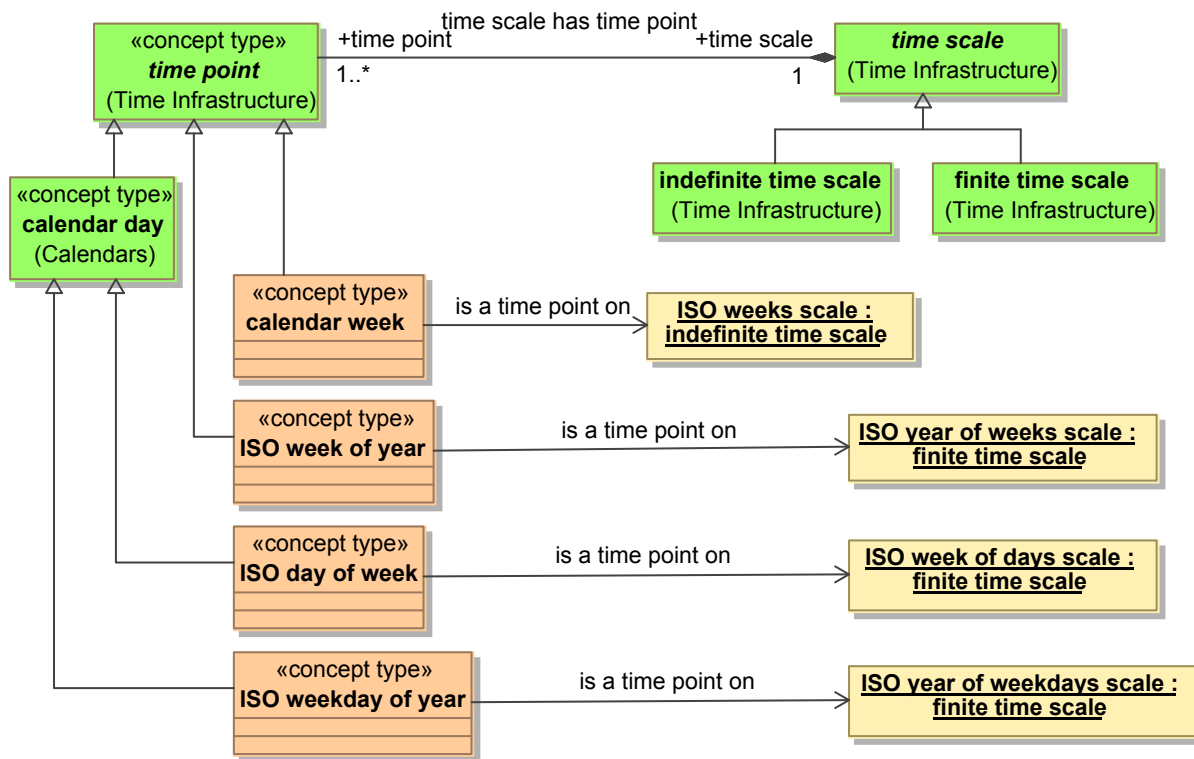 «concept type»
time point
(Time Infrastructure)
time scale has time point
+time point
+time scale
1..*
1
time scale
(Time Infrastructure)
indefinite time scale
(Time Infrastructure)
finite time scale
(Time Infrastructure)
«concept type»
calendar day
(Calendars)
«concept type»
calendar week
is a time point on
ISO weeks scale :
indefinite time scale
«concept type»
ISO week of year
is a time point on
ISO year of weeks scale :
finite time scale
«concept type»
ISO day of week
is a time point on
ISO week of days scale :
finite time scale
«concept type»
ISO weekday of year
is a time point on
ISO year of weekdays scale :
finite time scale